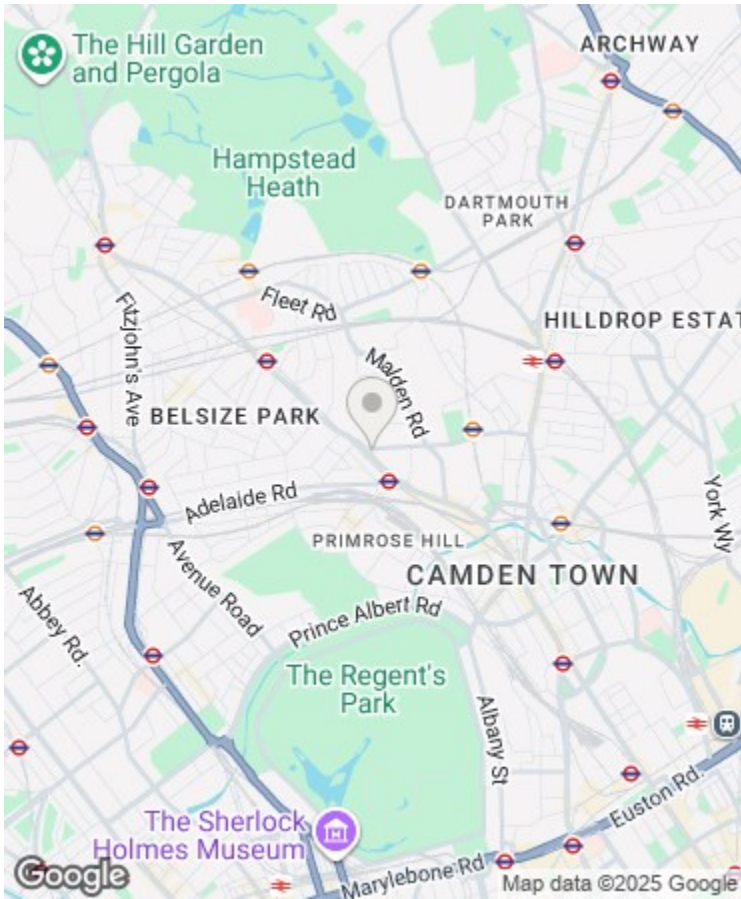 The Hill Garden
and Pergola
ARCHWAY
Hampstead
Heath
DARTMOUTH
PARK
Fleet Rd
Fitzjohn's Ave
HILLDROP ESTAT
Malden Rd
BELSIZE PARK
Adelaide Rd
York Wy
PRIMROSE HILL
CAMDEN TOWN
Avenue Road
Abbey Rd.
Prince Albert Rd
The Regent's
Park
Albany St
Euston Rd.
The Sherlock
Holmes Museum
Marylebone Rd
Google
Map data ©2025 Google